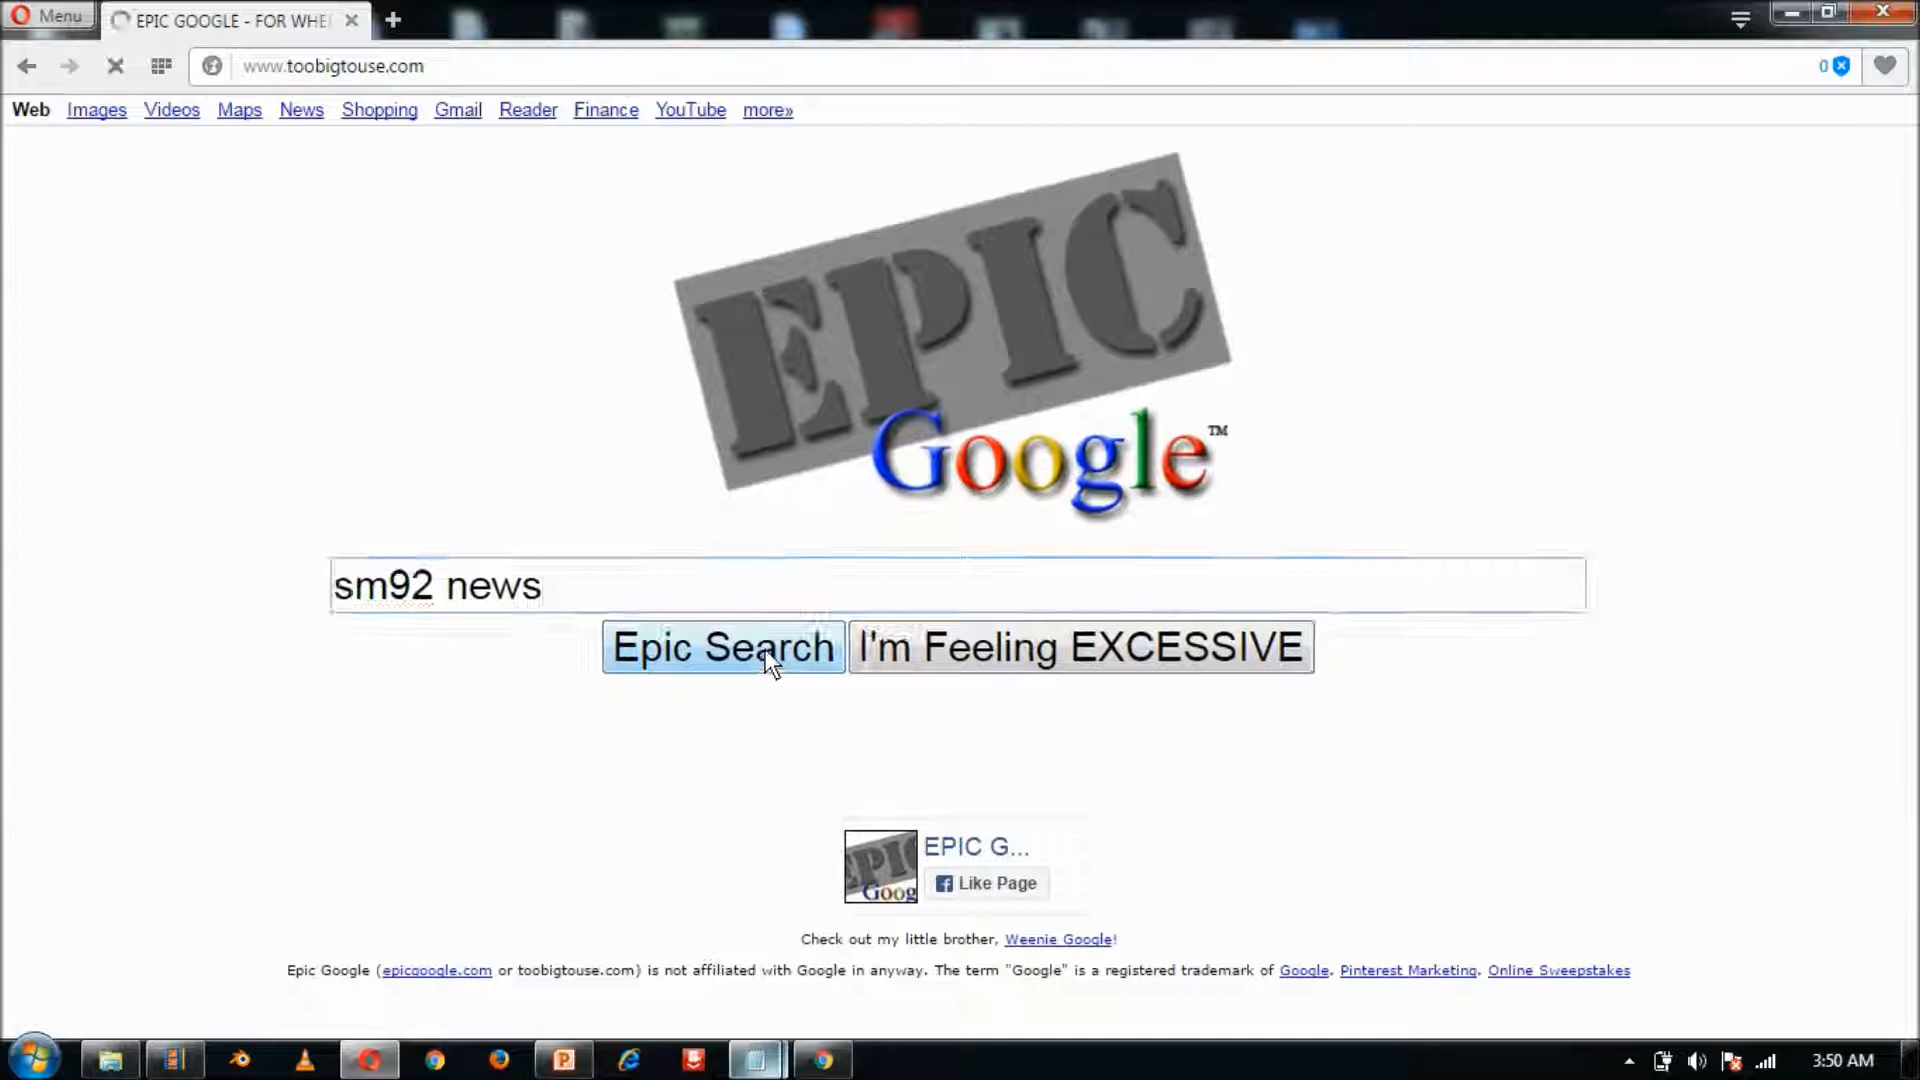 Menu
EPIC GOOGLE - FOR WHE
www.toobigtouse.com
0
Web Images Videos Maps News Shopping Gmail Reader Finance YouTube more»
EPIC
Google™
sm92 news
Epic Search
I'm Feeling EXCESSIVE
EPIC
Goog
EPIC G...
Like Page
Check out my little brother, Weenie Google!
Epic Google (epicgoogle.com or toobigtouse.com) is not affiliated with Google in anyway. The term "Google" is a registered trademark of Google. Pinterest Marketing. Online Sweepstakes
3:50 AM